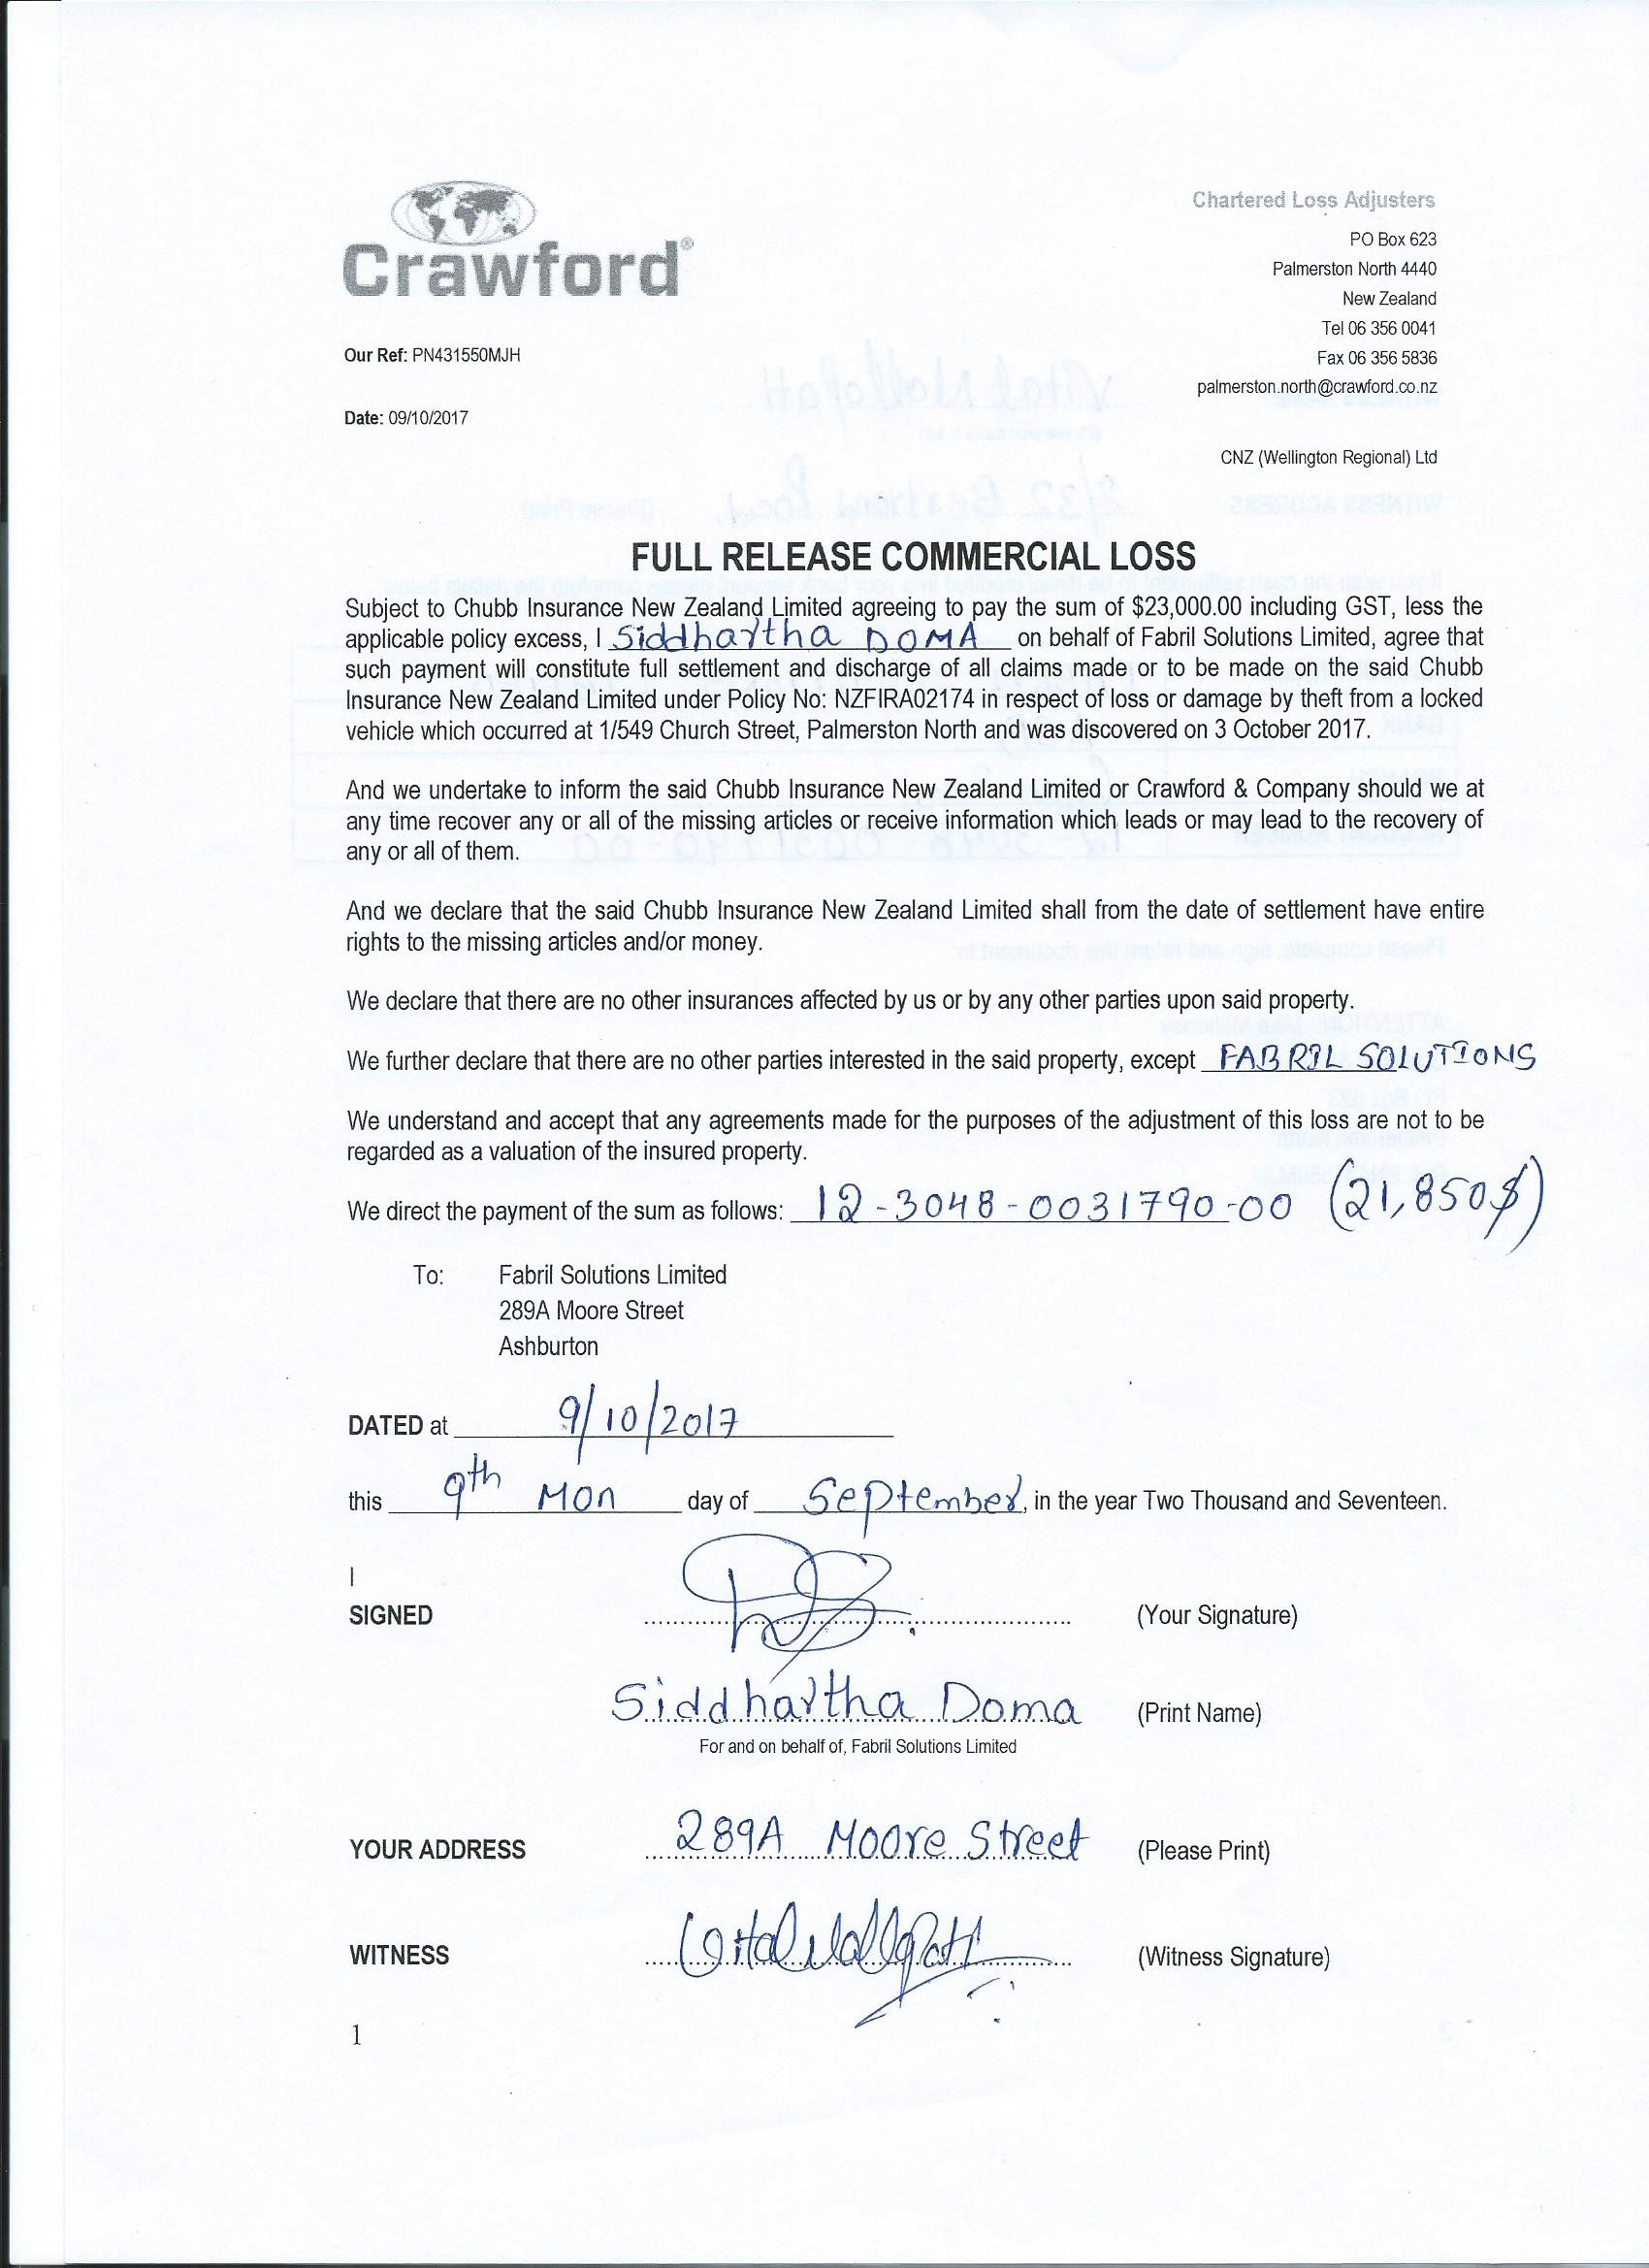 Crawford®
Chartered Loss Adjusters
PO Box 623
Palmerston North 4440
New Zealand
Tel 06 356 0041
Fax 06 356 5836
palmerston.north@crawford.co.nz
CNZ (Wellington Regional) Ltd
Our Ref: PN431550MJH
Date: 09/10/2017
FULL RELEASE COMMERCIAL LOSS
Subject to Chubb Insurance New Zealand Limited agreeing to pay the sum of $23,000.00 including GST, less the
applicable policy excess, I Siddhartha DOMA on behalf of Fabril Solutions Limited, agree that
such payment will constitute full settlement and discharge of all claims made or to be made on the said Chubb
Insurance New Zealand Limited under Policy No: NZFIRA02174 in respect of loss or damage by theft from a locked
vehicle which occurred at 1/549 Church Street, Palmerston North and was discovered on 3 October 2017.
And we undertake to inform the said Chubb Insurance New Zealand Limited or Crawford & Company should we at
any time recover any or all of the missing articles or receive information which leads or may lead to the recovery of
any or all of them.
And we declare that the said Chubb Insurance New Zealand Limited shall from the date of settlement have entire
rights to the missing articles and/or money.
We declare that there are no other insurances affected by us or by any other parties upon said property.
We further declare that there are no other parties interested in the said property, except FABRIL SOLUTIONS
We understand and accept that any agreements made for the purposes of the adjustment of this loss are not to be
regarded as a valuation of the insured property.
We direct the payment of the sum as follows: 12-3048-0031790-00 (21,850$)
To: Fabril Solutions Limited
289A Moore Street
Ashburton
DATED at 9/10/2017
this 9th Mon day of September, in the year Two Thousand and Seventeen.
I
SIGNED (Your Signature)
Siddhartha Doma (Print Name)
For and on behalf of, Fabril Solutions Limited
YOUR ADDRESS 289A Moore Street (Please Print)
WITNESS (Witness Signature)
1